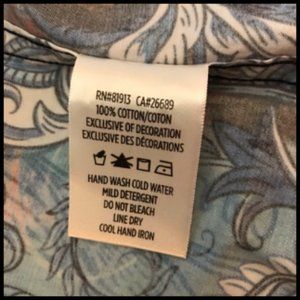 RN#81913 CA#26689
100% COTTON/COTON
EXCLUSIVE OF DECORATION
EXCLUSIF DES DÉCORATIONS
HAND WASH COLD WATER
MILD DETERGENT
DO NOT BLEACH
LINE DRY
COOL HAND IRON